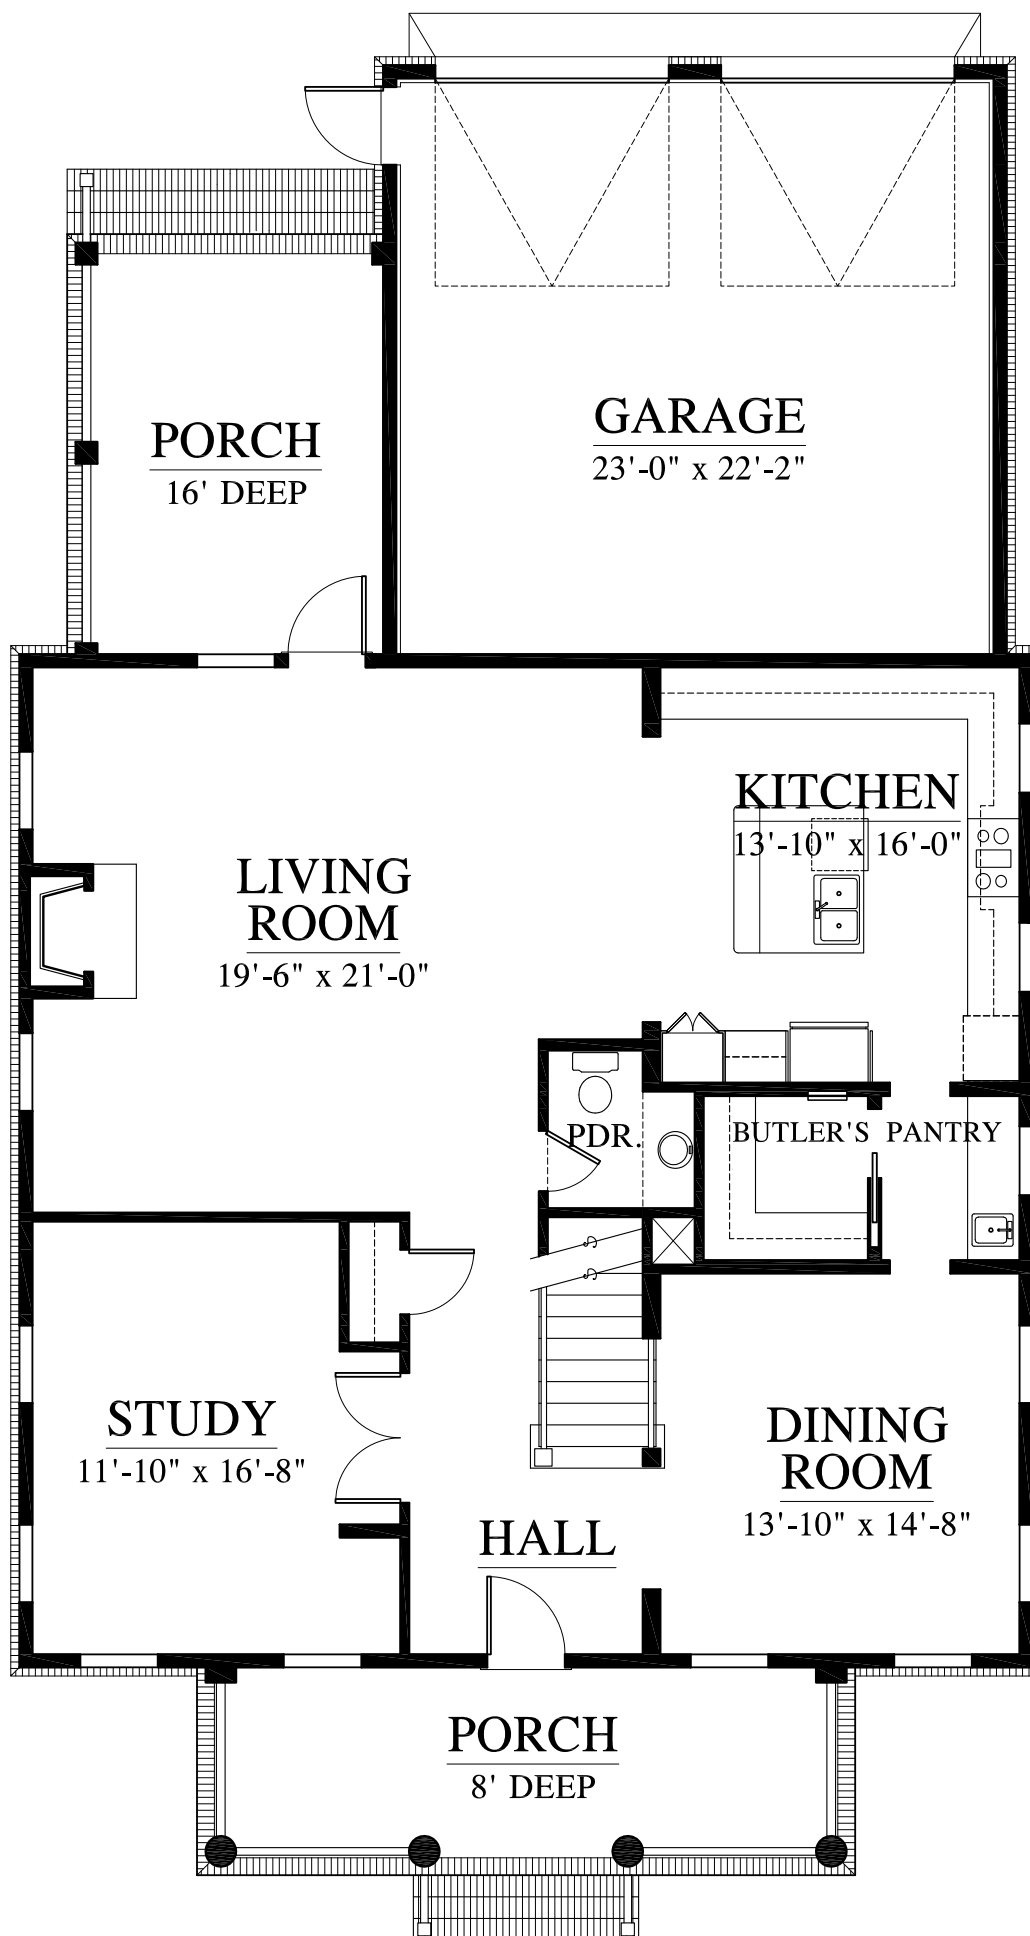 GARAGE
23'-0" x 22'-2"
PORCH
16' DEEP
KITCHEN
13'-10" x 16'-0"
LIVING
ROOM
19'-6" x 21'-0"
PDR.
BUTLER'S PANTRY
STUDY
11'-10" x 16'-8"
DINING
ROOM
13'-10" x 14'-8"
HALL
PORCH
8' DEEP